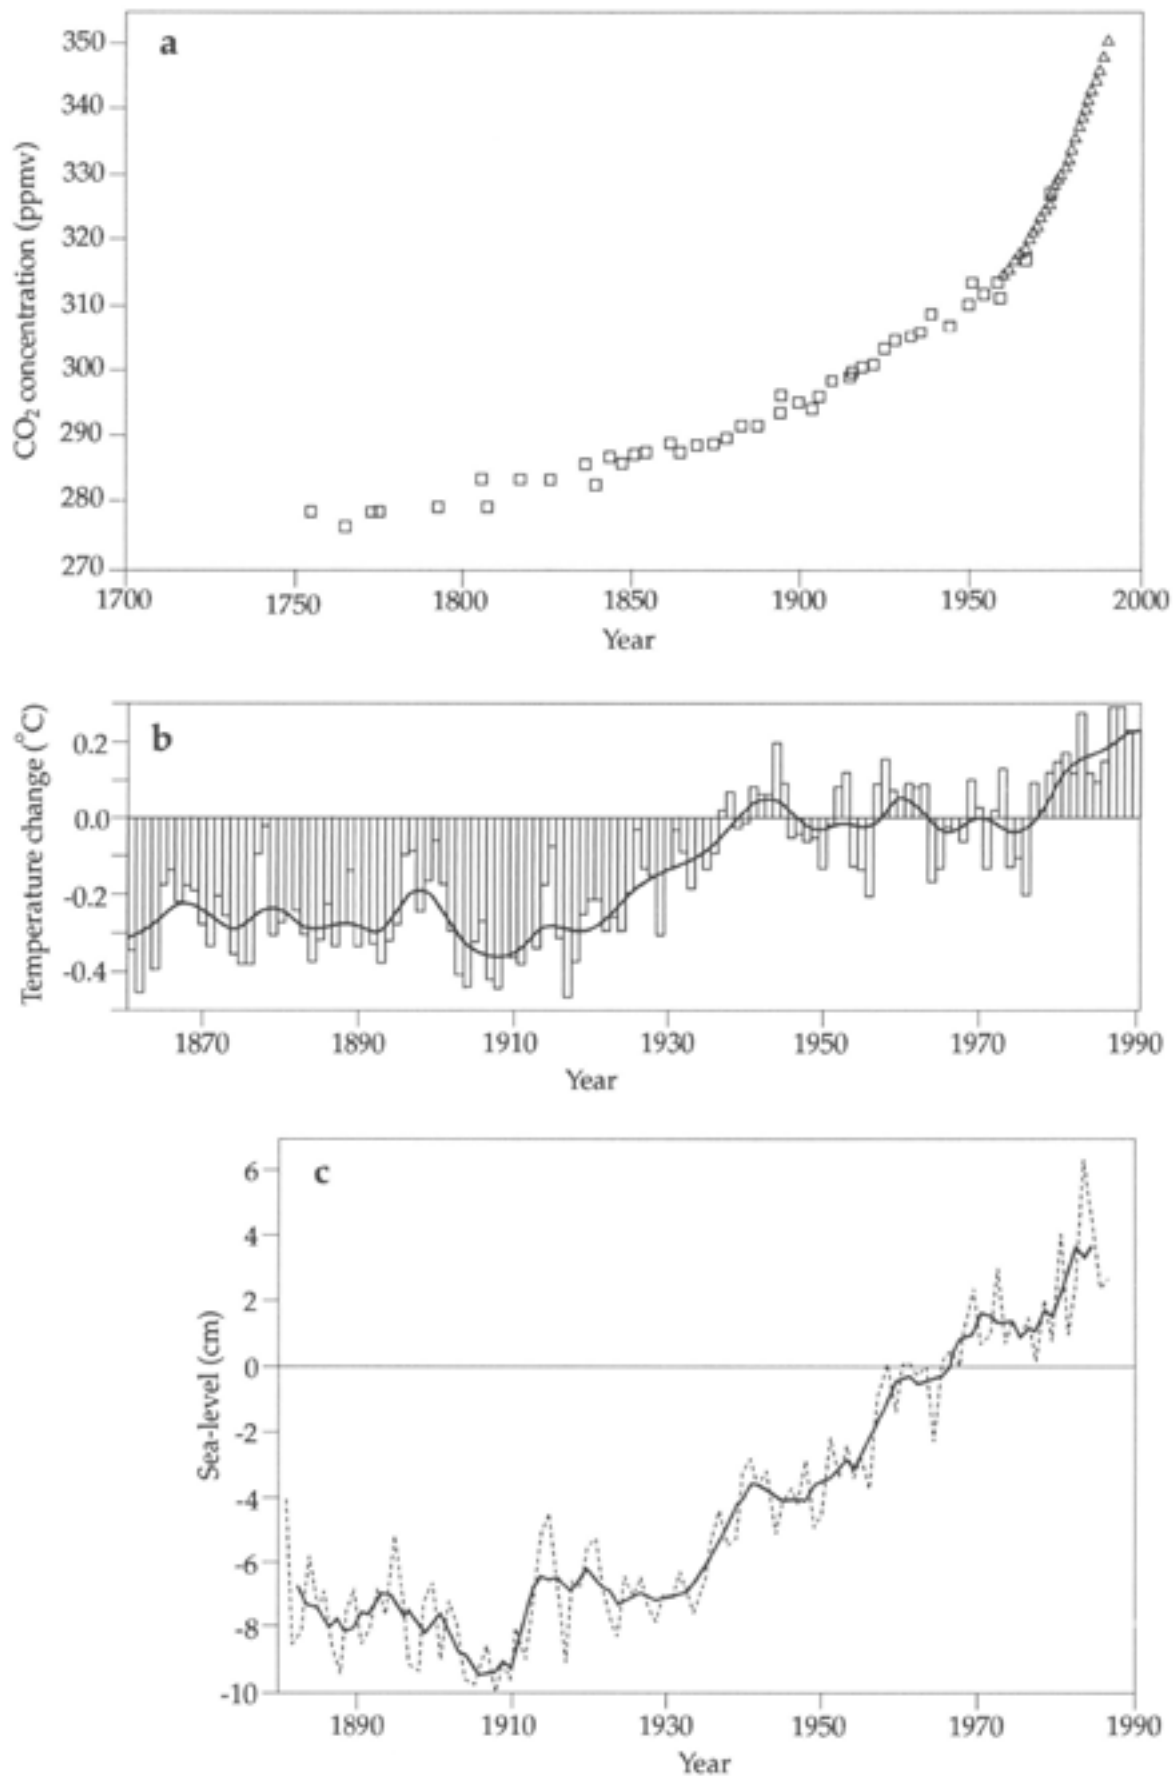 a
350
340
330
320
310
300
290
280
270
CO₂ concentration (ppmv)
1700 1750 1800 1850 1900 1950 2000
Year
b
0.2
0.0
-0.2
-0.4
Temperature change (°C)
1870 1890 1910 1930 1950 1970 1990
Year
c
6
4
2
0
-2
-4
-6
-8
-10
Sea-level (cm)
1890 1910 1930 1950 1970 1990
Year